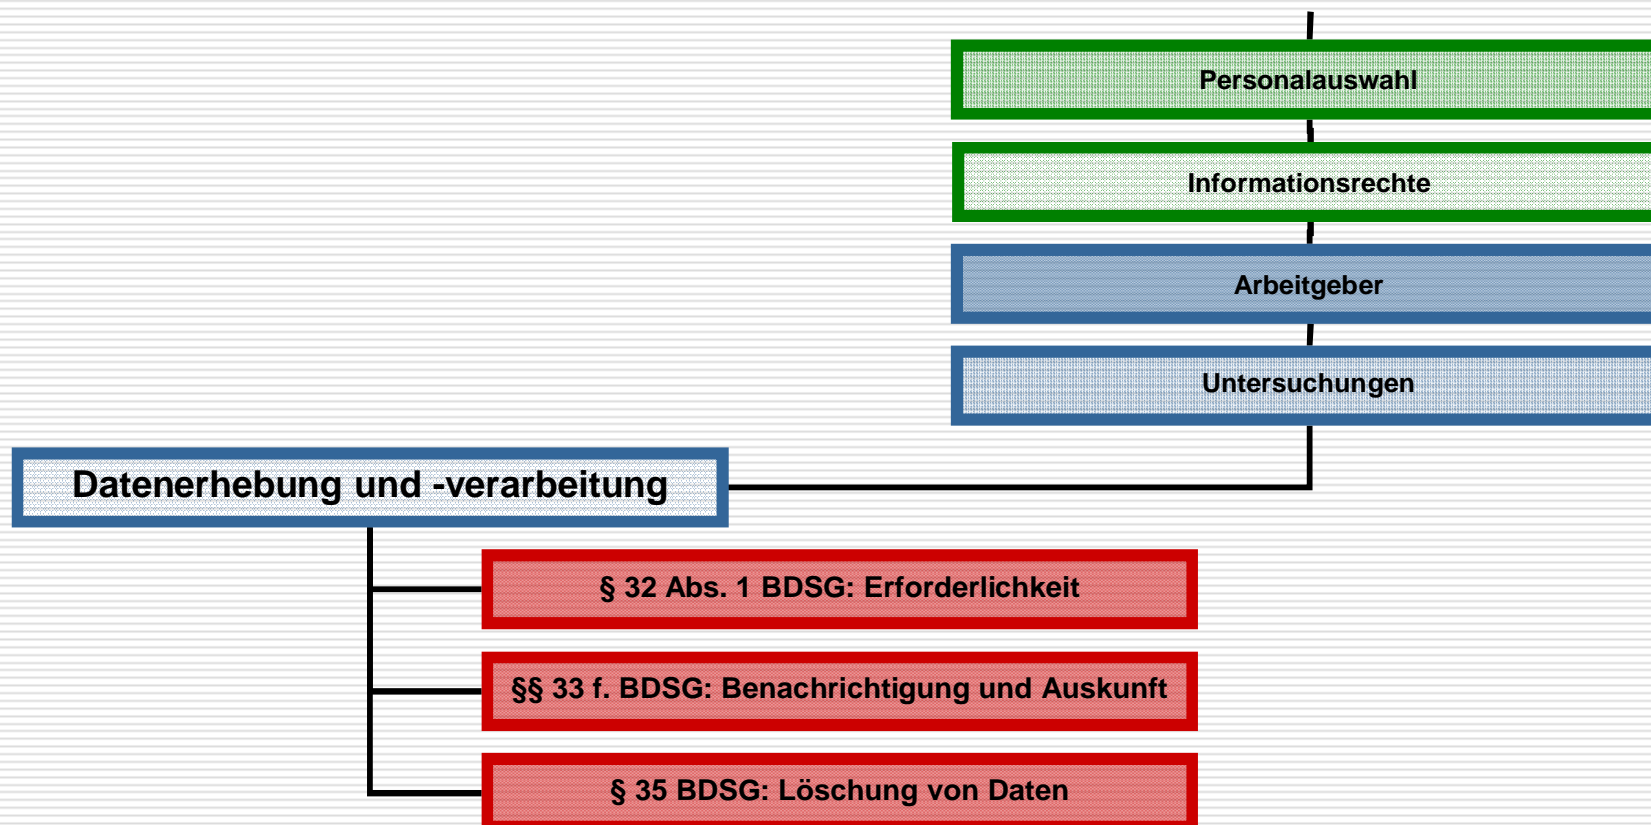 Personalauswahl
Informationsrechte
Arbeitgeber
Untersuchungen
Datenerhebung und -verarbeitung
§ 32 Abs. 1 BDSG: Erforderlichkeit
§§ 33 f. BDSG: Benachrichtigung und Auskunft
§ 35 BDSG: Löschung von Daten